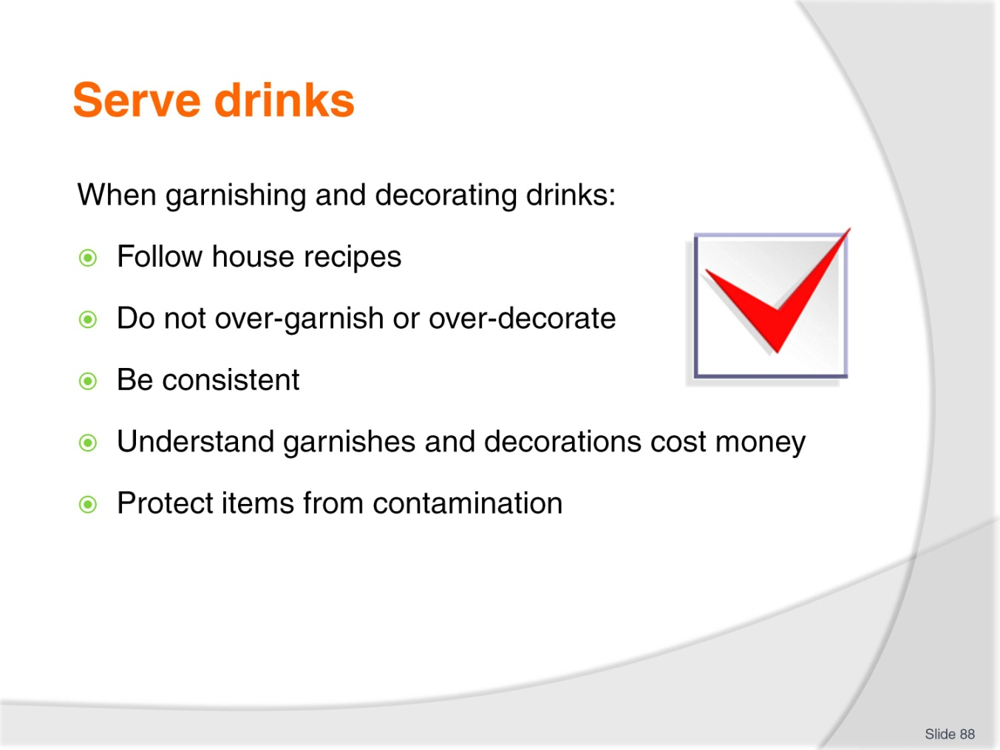 Serve drinks
When garnishing and decorating drinks:
Follow house recipes
Do not over-garnish or over-decorate
Be consistent
Understand garnishes and decorations cost money
Protect items from contamination
Slide 88